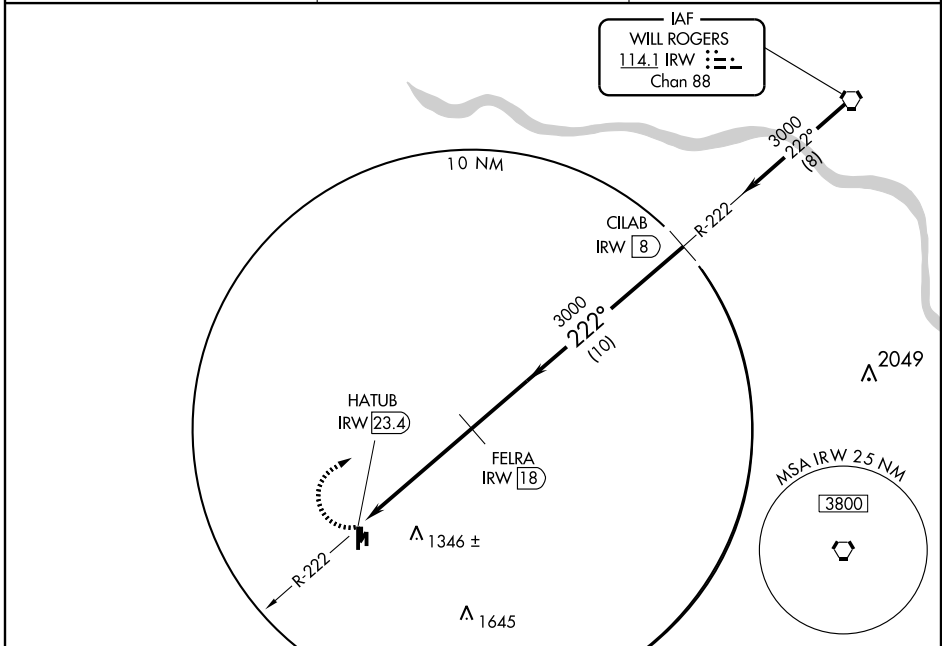 IAF
WILL ROGERS
114.1 IRW
Chan 88
3000
222°
(8)
10 NM
R-222
CILAB
IRW 8
3000
222°
(10)
2049
HATUB
IRW 23.4
FELRA
IRW 18
MSA IRW 25 NM
3800
1346 ±
R-222
1645